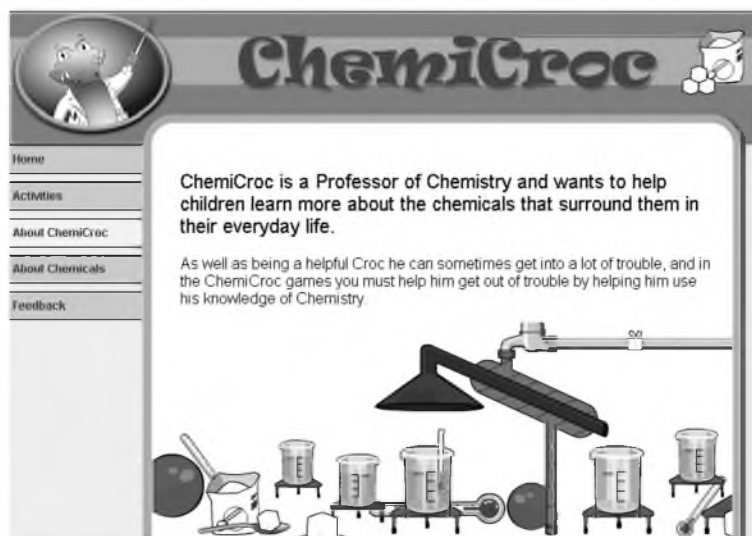 ChemiCroc
Home
Activities
About ChemiCroc
About Chemicals
Feedback
ChemiCroc is a Professor of Chemistry and wants to help
children learn more about the chemicals that surround them in
their everyday life.
As well as being a helpful Croc he can sometimes get into a lot of trouble, and in
the ChemiCroc games you must help him get out of trouble by helping him use
his knowledge of Chemistry.